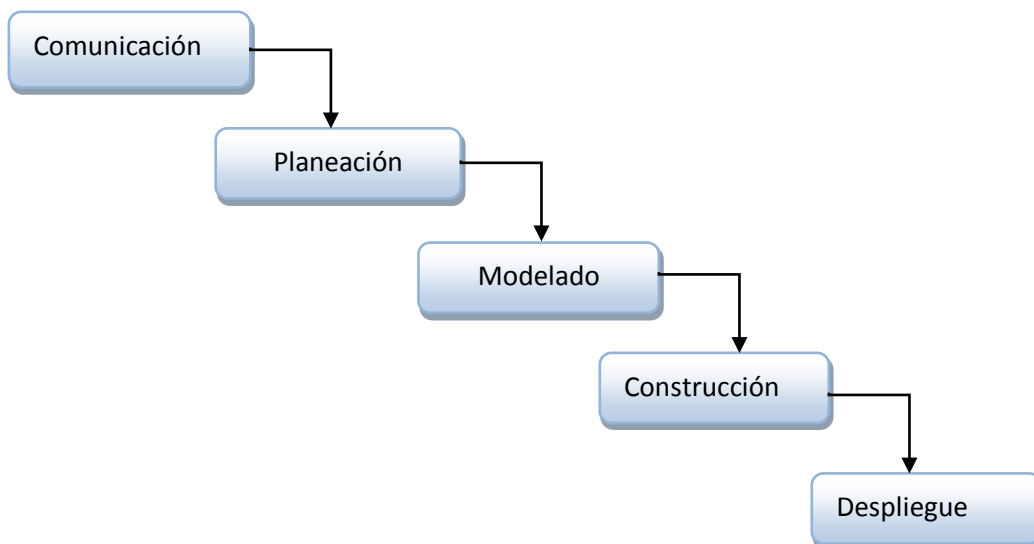 Comunicación
Planeación
Modelado
Construcción
Despliegue